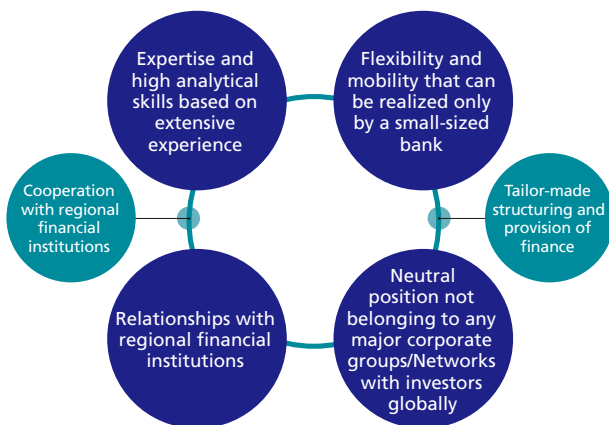 Expertise and
high analytical
skills based on
extensive
experience
Flexibility and
mobility that can
be realized only
by a small-sized
bank
Cooperation
with regional
financial
institutions
Tailor-made
structuring and
provision of
finance
Relationships with
regional financial
institutions
Neutral
position not
belonging to any
major corporate
groups/Networks
with investors
globally